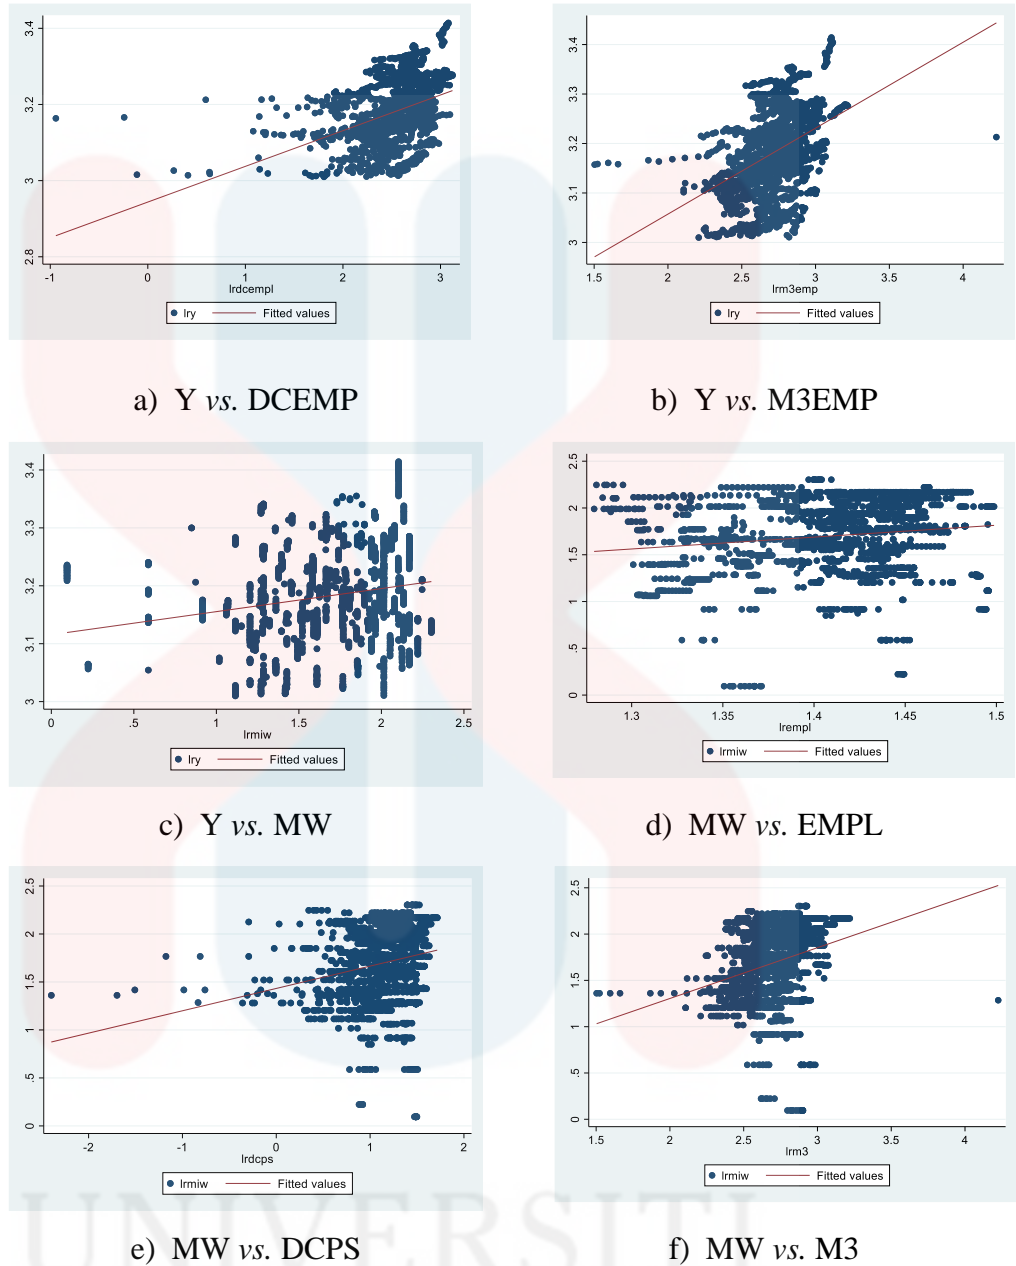 3.4
3.2
3
2.8
-1 0 1 2 3
lrdcempl
lry Fitted values
a) Y vs. DCEMP
3.4
3.3
3.2
3.1
3
1.5 2 2.5 3 3.5 4
lrm3emp
lry Fitted values
b) Y vs. M3EMP
3.4
3.3
3.2
3.1
3
0 .5 1 1.5 2 2.5
lrmiw
lry Fitted values
c) Y vs. MW
2.5
2
1.5
1
.5
0
1.3 1.35 1.4 1.45 1.5
lrempl
lrmiw Fitted values
d) MW vs. EMPL
2.5
2
1.5
1
.5
0
-2 -1 0 1 2
lrdcps
lrmiw Fitted values
e) MW vs. DCPS
2.5
2
1.5
1
.5
0
1.5 2 2.5 3 3.5 4
lrm3
lrmiw Fitted values
f) MW vs. M3
UNIVERSITI